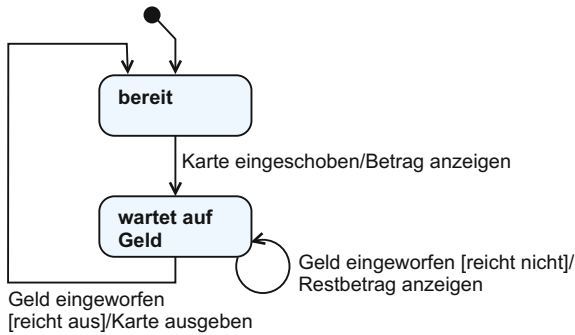 bereit
Karte eingeschoben/Betrag anzeigen
wartet auf
Geld
Geld eingeworfen [reicht nicht]/
Restbetrag anzeigen
Geld eingeworfen
[reicht aus]/Karte ausgeben